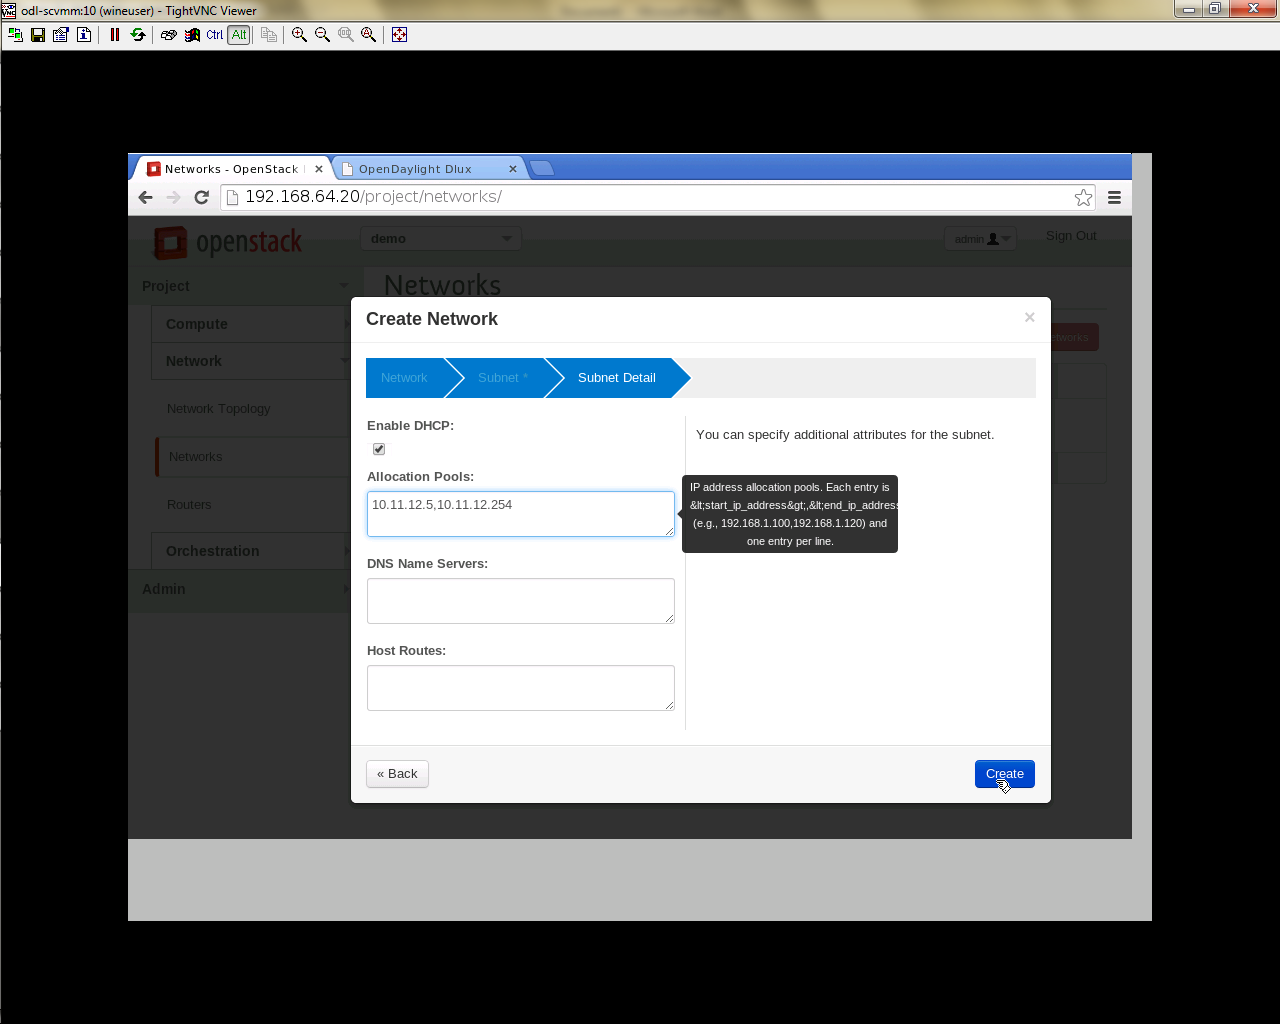 odl-scvmm:10 (wineuser) - TightVNC Viewer
Ctrl Alt
Networks - OpenStack
OpenDaylight Dlux
192.168.64.20/project/networks/
openstack
demo
admin
Sign Out
Project
Networks
Compute
Network
Network Topology
Networks
Routers
Orchestration
Admin
Create Network
×
Network
Subnet *
Subnet Detail
Enable DHCP:
You can specify additional attributes for the subnet.
Allocation Pools:
10.11.12.5,10.11.12.254
IP address allocation pools. Each entry is
&lt;start_ip_address&gt;,&lt;end_ip_address
(e.g., 192.168.1.100,192.168.1.120) and
one entry per line.
DNS Name Servers:
Host Routes:
« Back
Create